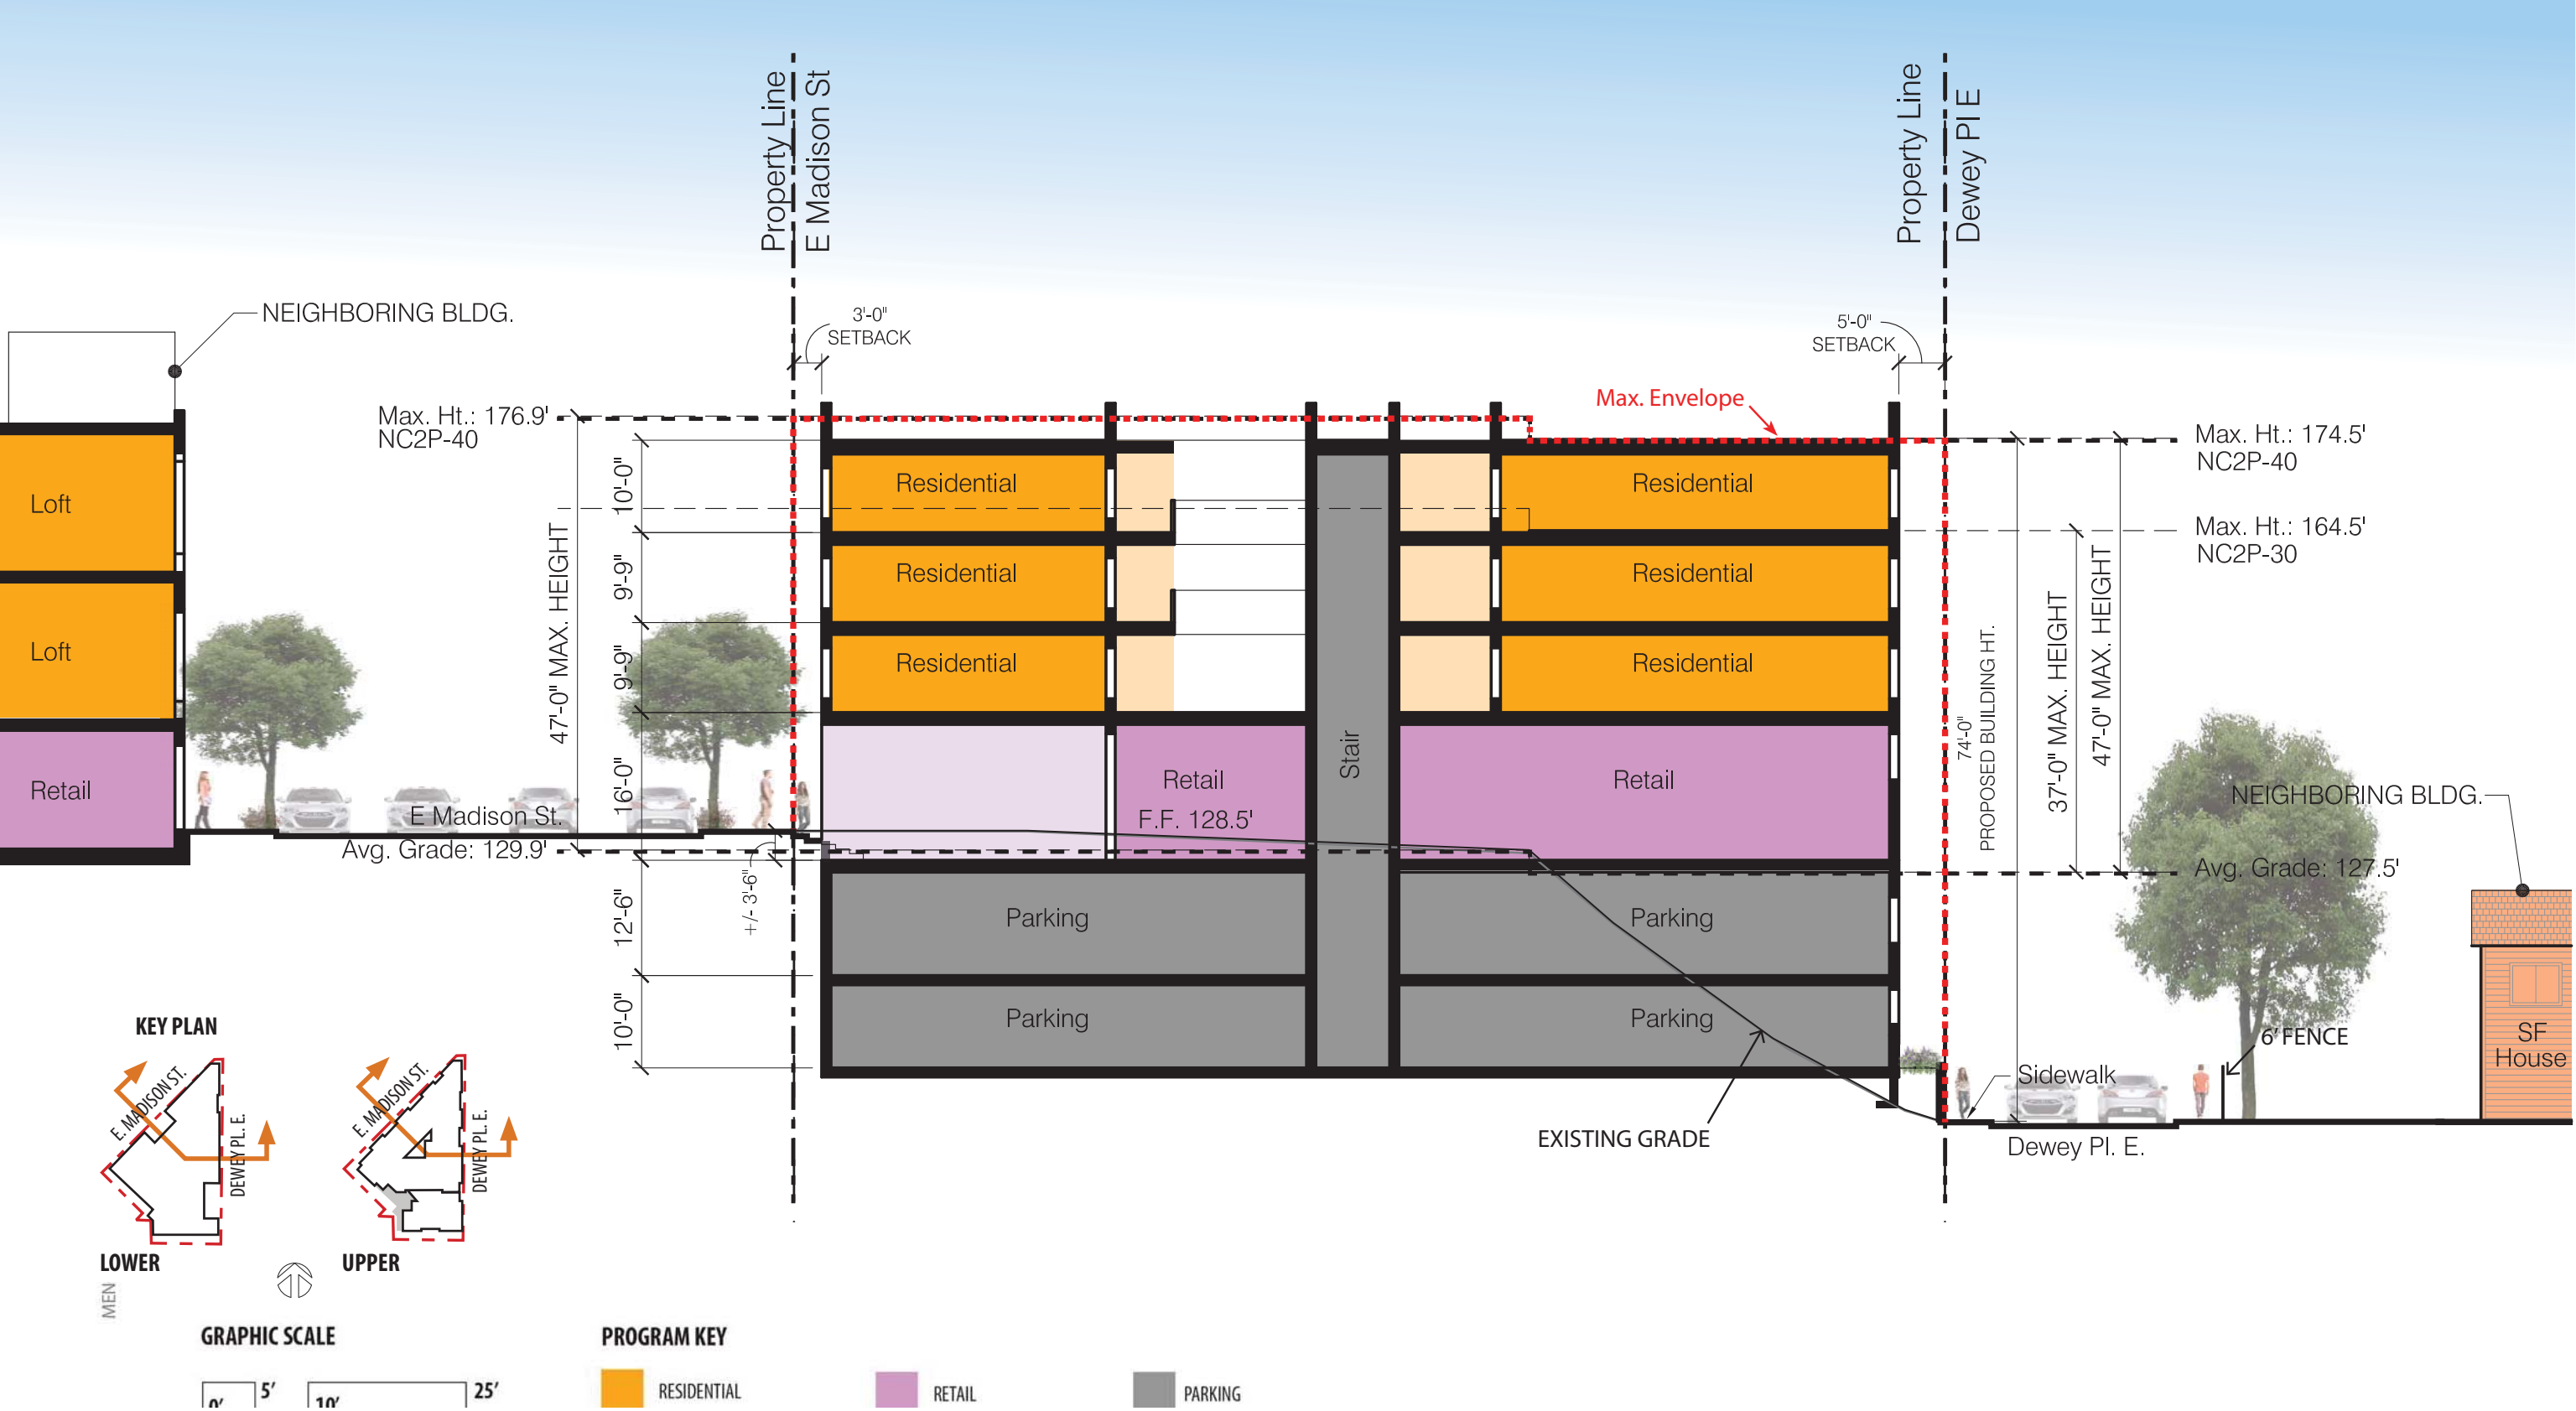 Property Line
E Madison St
Property Line
Dewey Pl E
NEIGHBORING BLDG.
3'-0"
SETBACK
5'-0"
SETBACK
Max. Envelope
Max. Ht.: 176.9'
NC2P-40
Max. Ht.: 174.5'
NC2P-40
Max. Ht.: 164.5'
NC2P-30
Loft
Loft
Retail
47'-0" MAX. HEIGHT
10'-0"
9'-9"
9'-9"
16'-0"
12'-6"
10'-0"
+/- 3'-6"
Residential
Residential
Residential
Residential
Residential
Residential
Stair
Retail
F.F. 128.5'
Retail
E Madison St.
Avg. Grade: 129.9'
Parking
Parking
Parking
Parking
74'-0"
PROPOSED BUILDING HT.
37'-0" MAX. HEIGHT
47'-0" MAX. HEIGHT
NEIGHBORING BLDG.
Avg. Grade: 127.5'
6' FENCE
SF
House
Sidewalk
EXISTING GRADE
Dewey Pl. E.
KEY PLAN
E. MADISON ST.
DEWEY PL. E.
E. MADISON ST.
DEWEY PL. E.
LOWER
UPPER
MEN
GRAPHIC SCALE
0'
5'
10'
25'
PROGRAM KEY
RESIDENTIAL
RETAIL
PARKING